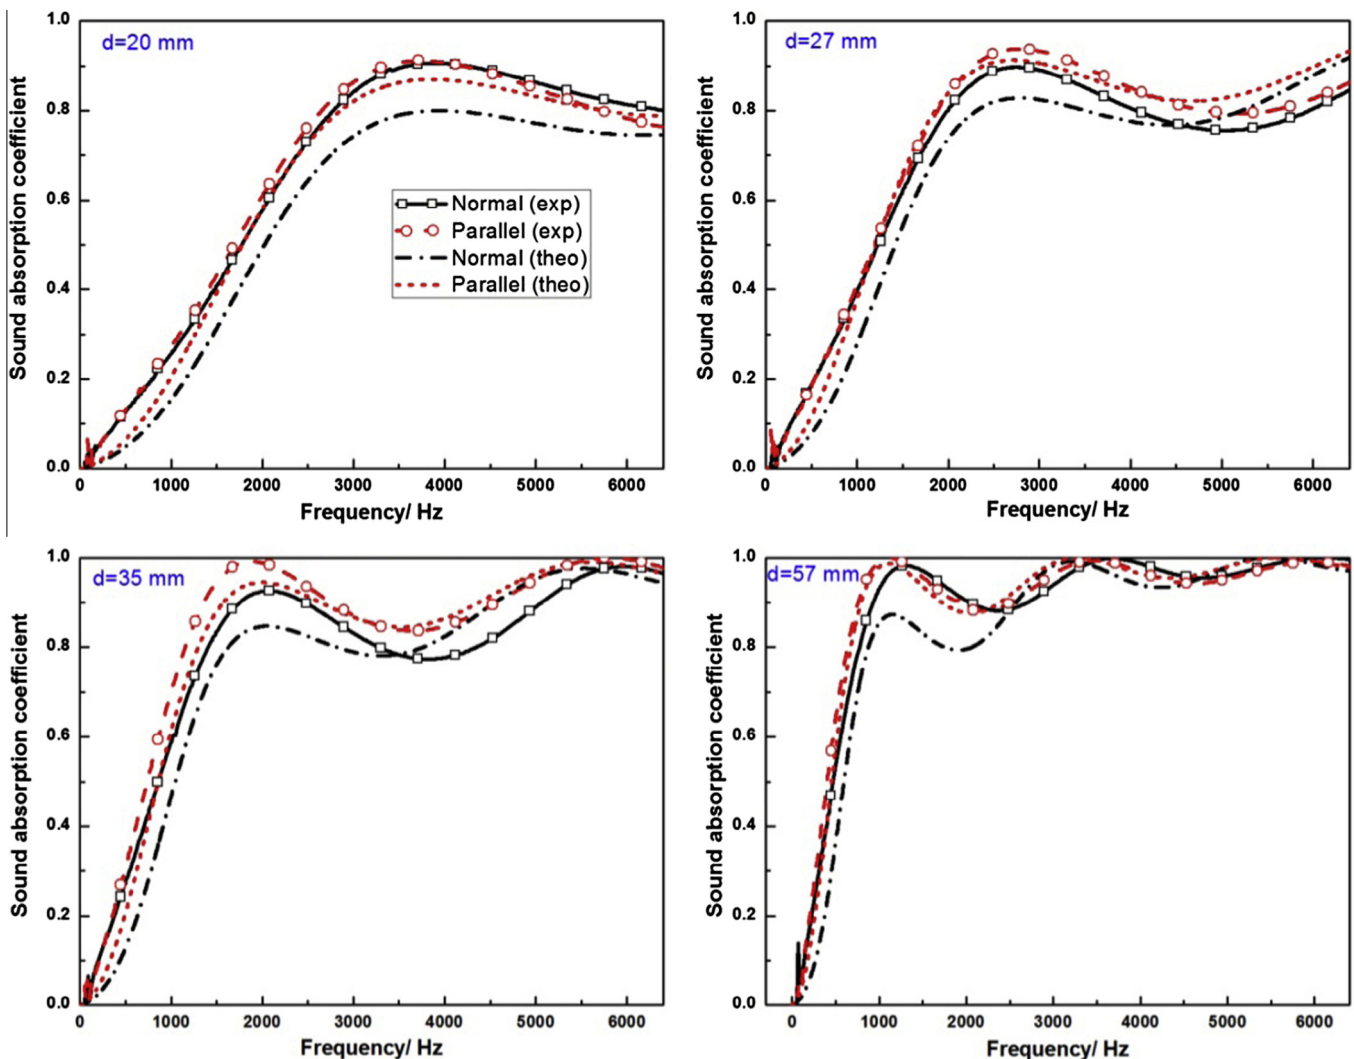 d=20 mm
Sound absorption coefficient
1.0
0.8
0.6
0.4
0.2
0.0
Normal (exp)
Parallel (exp)
Normal (theo)
Parallel (theo)
0 1000 2000 3000 4000 5000 6000
Frequency/ Hz
d=27 mm
Sound absorption coefficient
1.0
0.8
0.6
0.4
0.2
0.0
0 1000 2000 3000 4000 5000 6000
Frequency/ Hz
d=35 mm
Sound absorption coefficient
1.0
0.8
0.6
0.4
0.2
0.0
0 1000 2000 3000 4000 5000 6000
Frequency/ Hz
d=57 mm
Sound absorption coefficient
1.0
0.8
0.6
0.4
0.2
0.0
0 1000 2000 3000 4000 5000 6000
Frequency/ Hz